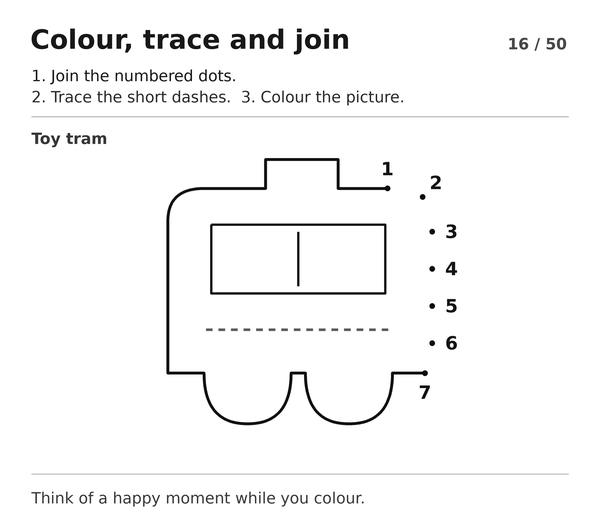 Colour, trace and join
16 / 50
1. Join the numbered dots.
2. Trace the short dashes.  3. Colour the picture.
Toy tram
1
2
3
4
5
6
7
Think of a happy moment while you colour.